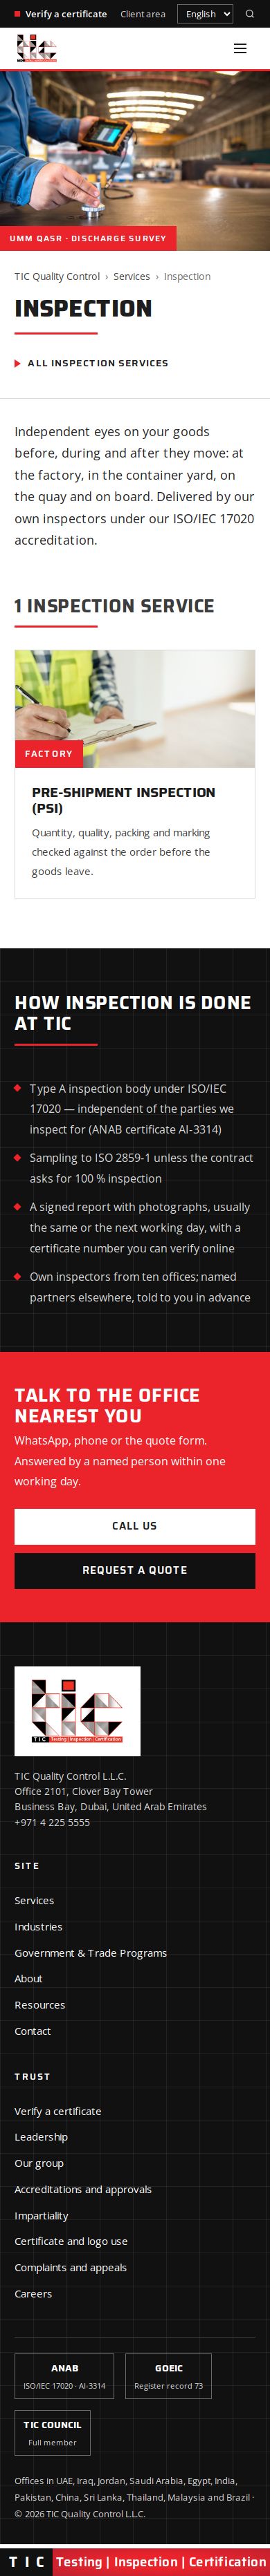 Verify a certificate Client area English
tic
UMM QASR · DISCHARGE SURVEY
TIC Quality Control › Services › Inspection
INSPECTION
ALL INSPECTION SERVICES
Independent eyes on your goods
before, during and after they move: at
the factory, in the container yard, on
the quay and on board. Delivered by our
own inspectors under our ISO/IEC 17020
accreditation.
1 INSPECTION SERVICE
FACTORY
PRE-SHIPMENT INSPECTION
(PSI)
Quantity, quality, packing and marking
checked against the order before the
goods leave.
HOW INSPECTION IS DONE
AT TIC
Type A inspection body under ISO/IEC
17020 — independent of the parties we
inspect for (ANAB certificate AI-3314)
Sampling to ISO 2859-1 unless the contract
asks for 100 % inspection
A signed report with photographs, usually
the same or the next working day, with a
certificate number you can verify online
Own inspectors from ten offices; named
partners elsewhere, told to you in advance
TALK TO THE OFFICE
NEAREST YOU
WhatsApp, phone or the quote form.
Answered by a named person within one
working day.
CALL US
REQUEST A QUOTE
tic
TIC Testing | Inspection | Certification
TIC Quality Control L.L.C.
Office 2101, Clover Bay Tower
Business Bay, Dubai, United Arab Emirates
+971 4 225 5555
SITE
Services
Industries
Government & Trade Programs
About
Resources
Contact
TRUST
Verify a certificate
Leadership
Our group
Accreditations and approvals
Impartiality
Certificate and logo use
Complaints and appeals
Careers
ANAB
ISO/IEC 17020 · AI-3314
GOEIC
Register record 73
TIC COUNCIL
Full member
Offices in UAE, Iraq, Jordan, Saudi Arabia, Egypt, India,
Pakistan, China, Sri Lanka, Thailand, Malaysia and Brazil ·
© 2026 TIC Quality Control L.L.C.
TIC Testing | Inspection | Certification